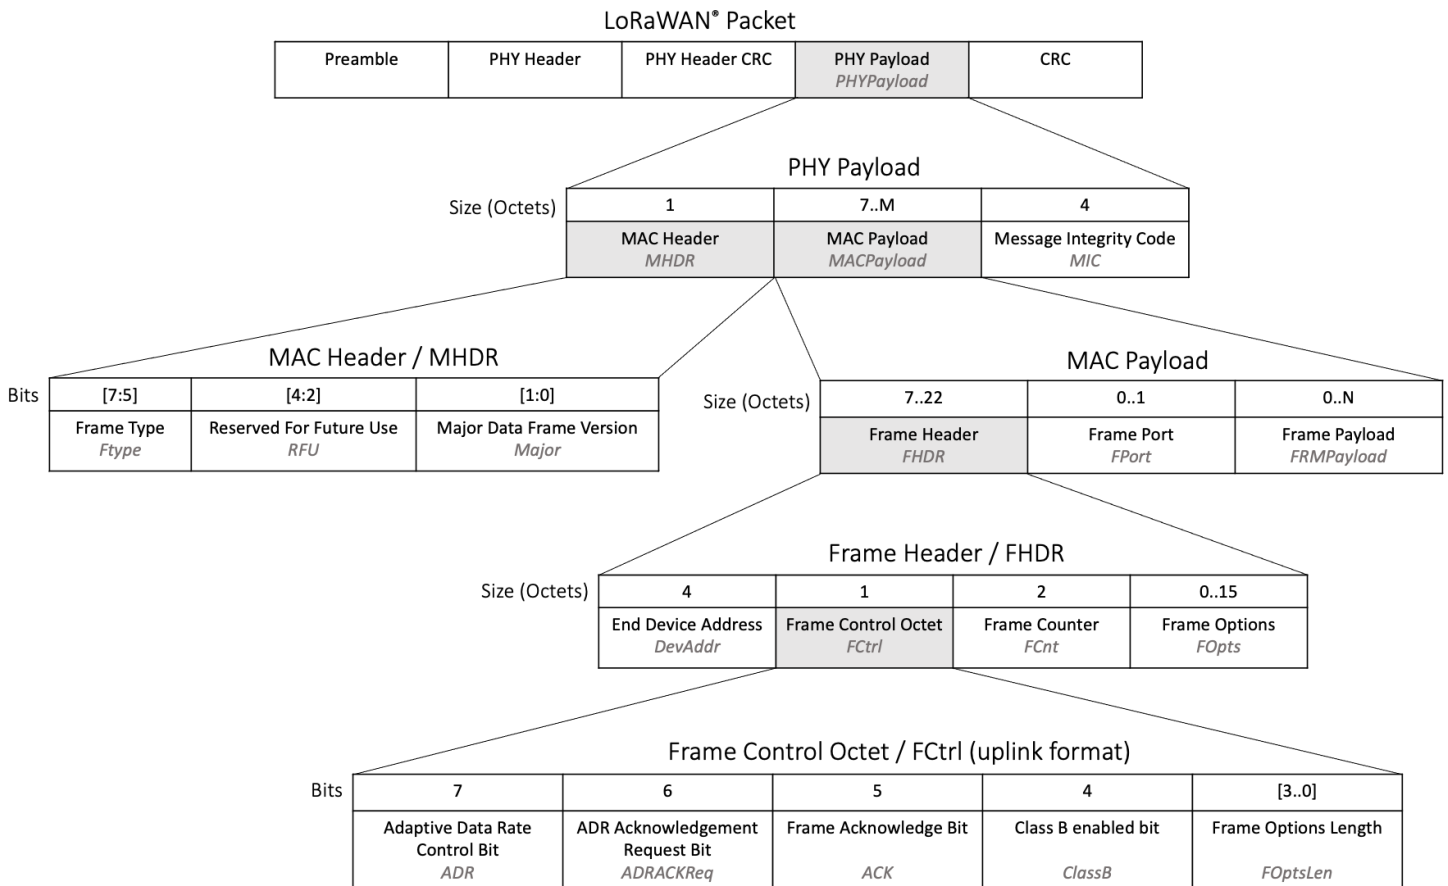 LoRaWAN® Packet
Preamble PHY Header PHY Header CRC PHY Payload CRC
PHYPayload
PHY Payload
Size (Octets) 1 7..M 4
MAC Header MAC Payload Message Integrity Code
MHDR MACPayload MIC
MAC Header / MHDR
Bits [7:5] [4:2] [1:0]
Frame Type Reserved For Future Use Major Data Frame Version
Ftype RFU Major
MAC Payload
Size (Octets) 7..22 0..1 0..N
Frame Header Frame Port Frame Payload
FHDR FPort FRMPayload
Frame Header / FHDR
Size (Octets) 4 1 2 0..15
End Device Address Frame Control Octet Frame Counter Frame Options
DevAddr FCtrl FCnt FOpts
Frame Control Octet / FCtrl (uplink format)
Bits 7 6 5 4 [3..0]
Adaptive Data Rate ADR Acknowledgement Frame Acknowledge Bit Class B enabled bit Frame Options Length
Control Bit Request Bit
ADR ADRACKReq ACK ClassB FOptsLen